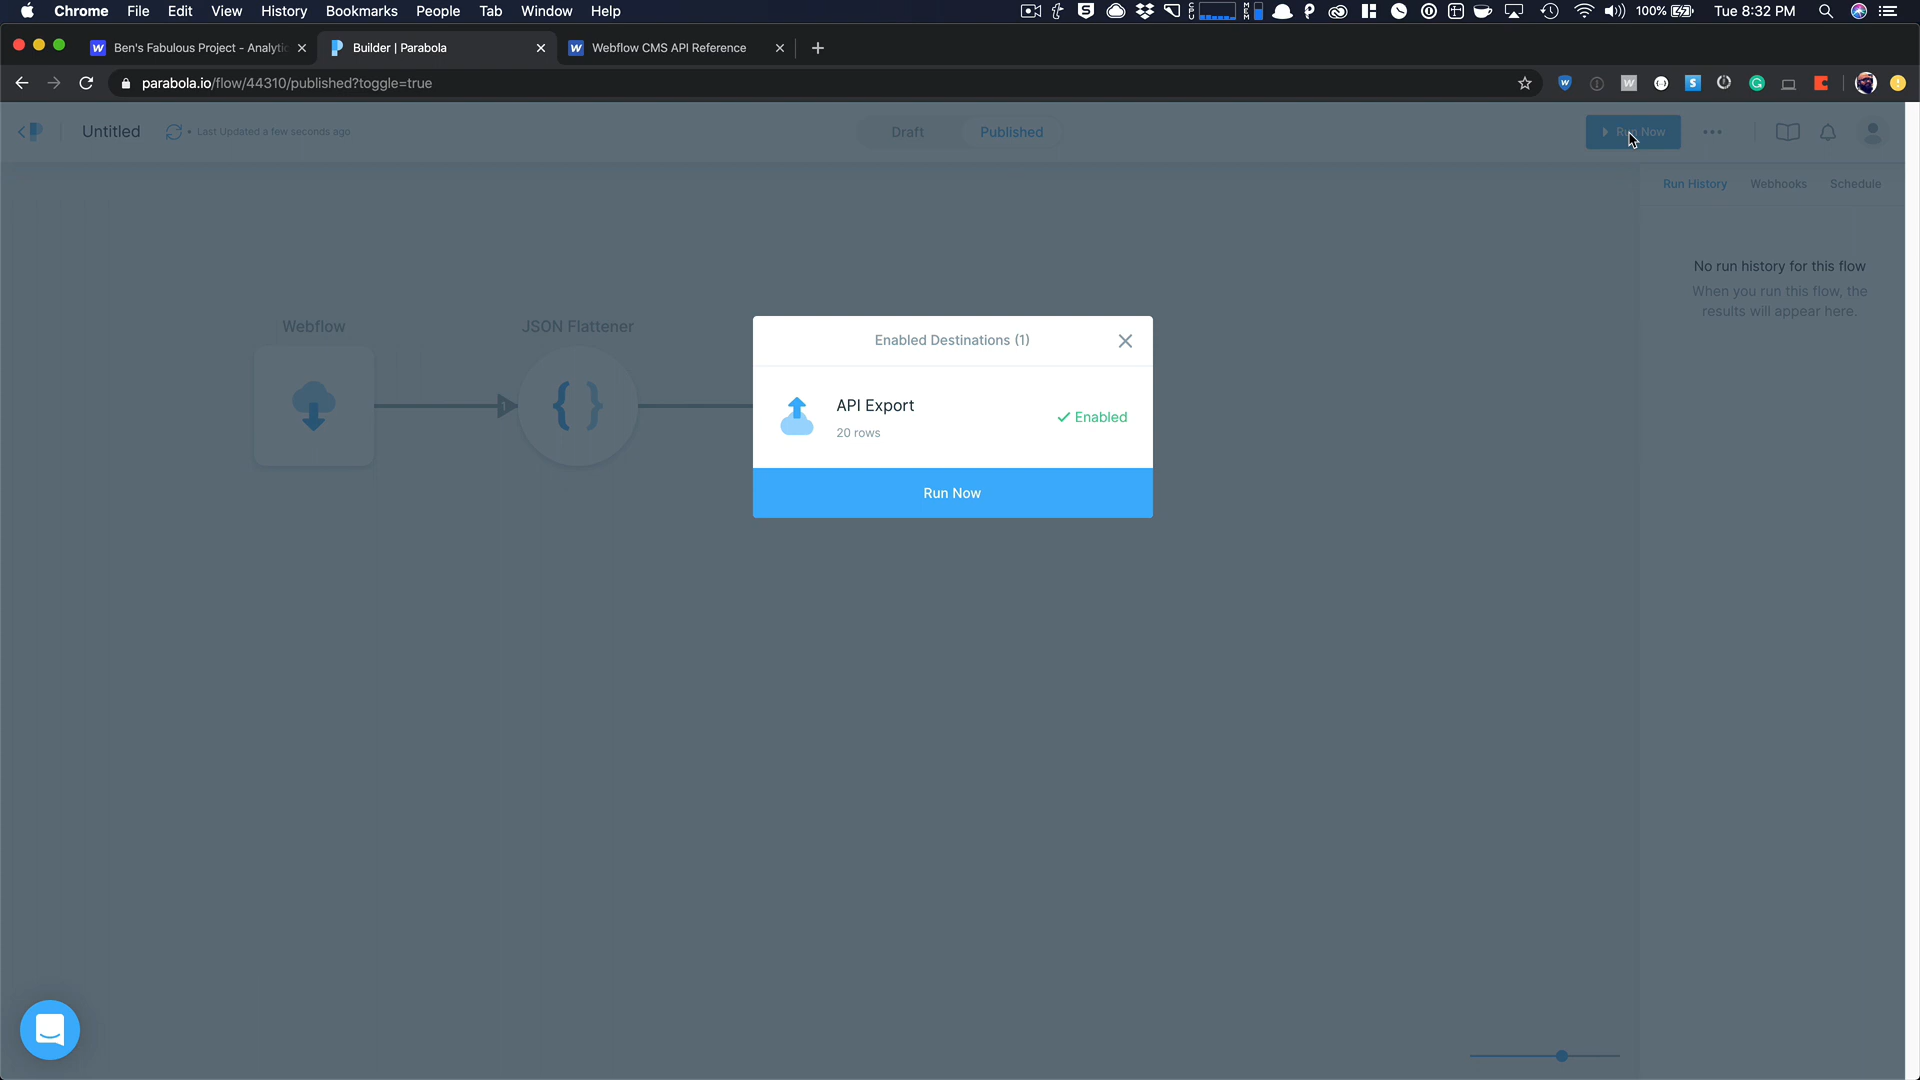 Chrome File Edit View History Bookmarks People Tab Window Help 100% Tue 8:32 PM
Ben's Fabulous Project - Analytic Builder | Parabola Webflow CMS API Reference
parabola.io/flow/44310/published?toggle=true
Untitled • Last Updated a few seconds ago Draft Published Run Now
Run History Webhooks Schedule
No run history for this flow
When you run this flow, the
results will appear here.
Webflow JSON Flattener
Enabled Destinations (1)
API Export
20 rows
Enabled
Run Now